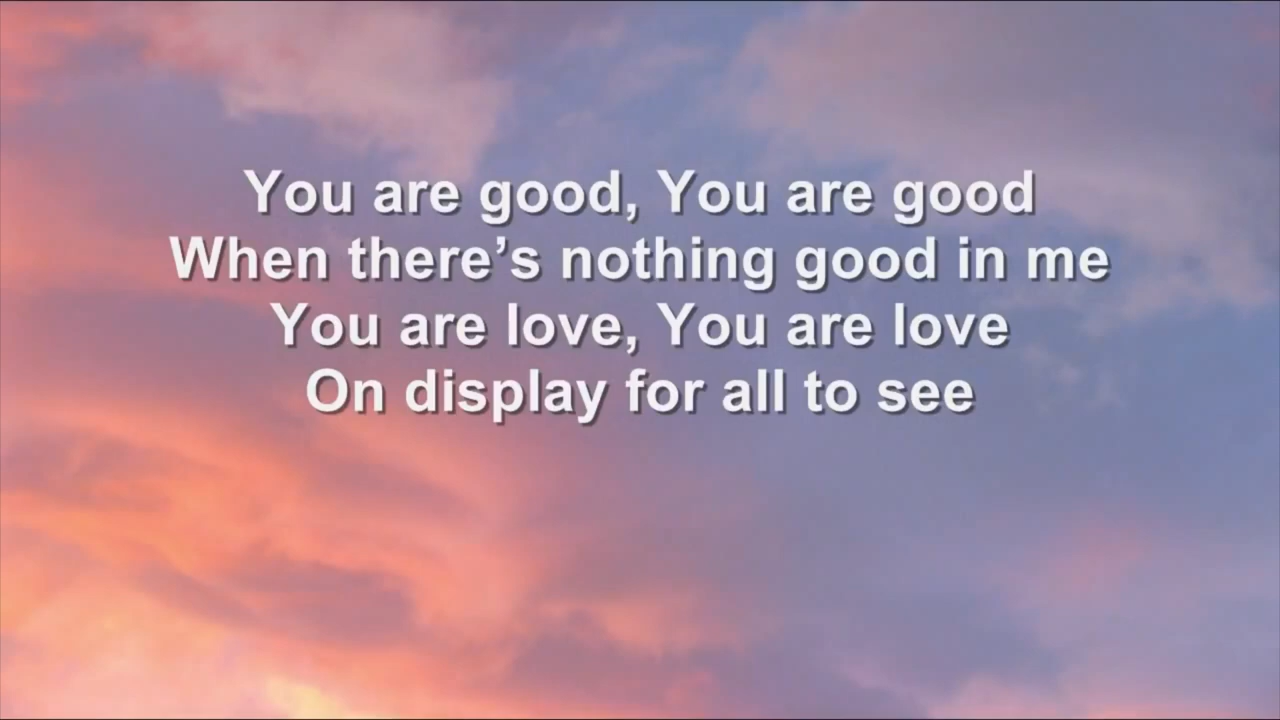 You are good, You are good
When there’s nothing good in me
You are love, You are love
On display for all to see